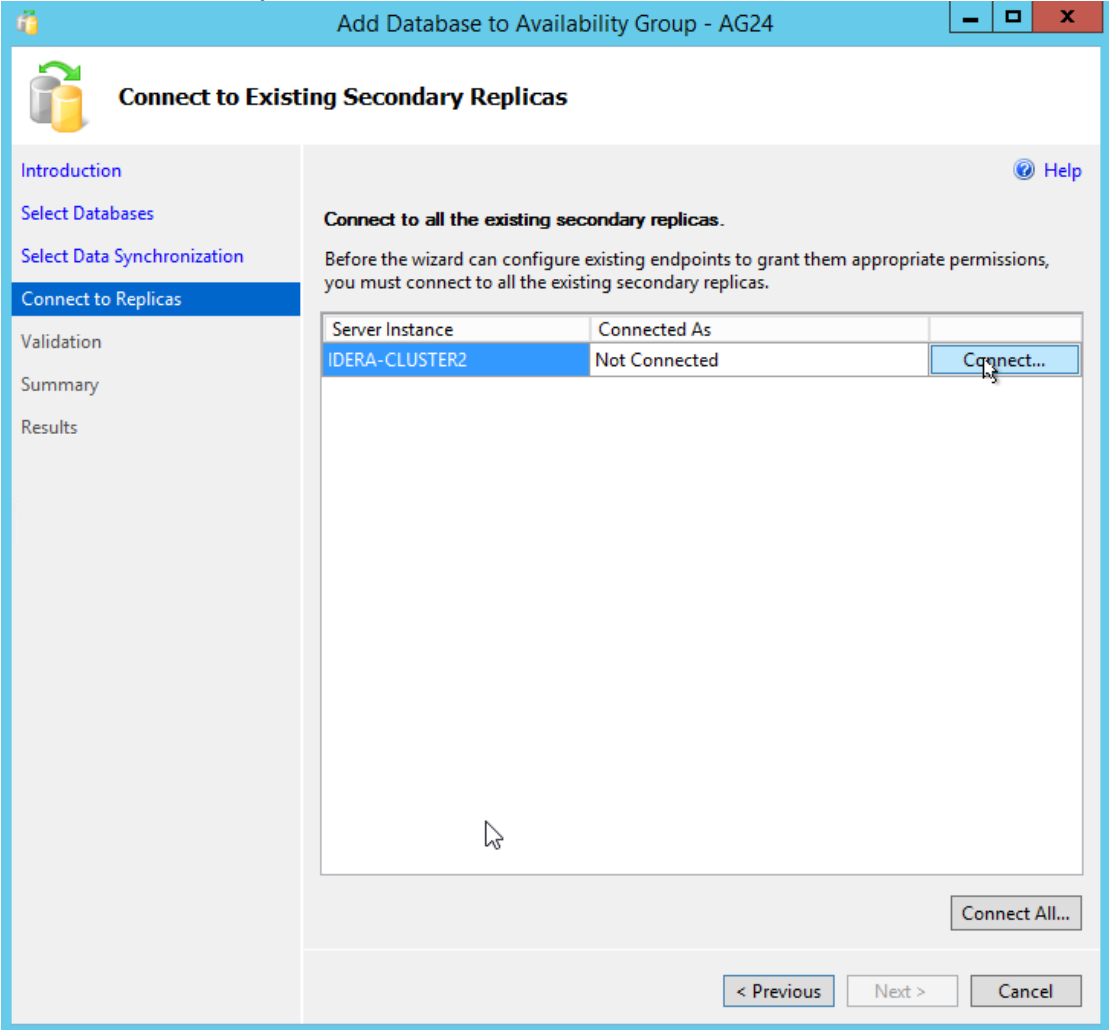 Add Database to Availability Group - AG24
Connect to Existing Secondary Replicas
Introduction
Select Databases
Select Data Synchronization
Connect to Replicas
Validation
Summary
Results
Help
Connect to all the existing secondary replicas.
Before the wizard can configure existing endpoints to grant them appropriate permissions,
you must connect to all the existing secondary replicas.
Server Instance Connected As
IDERA-CLUSTER2 Not Connected Connect...
Connect All...
< Previous Next > Cancel